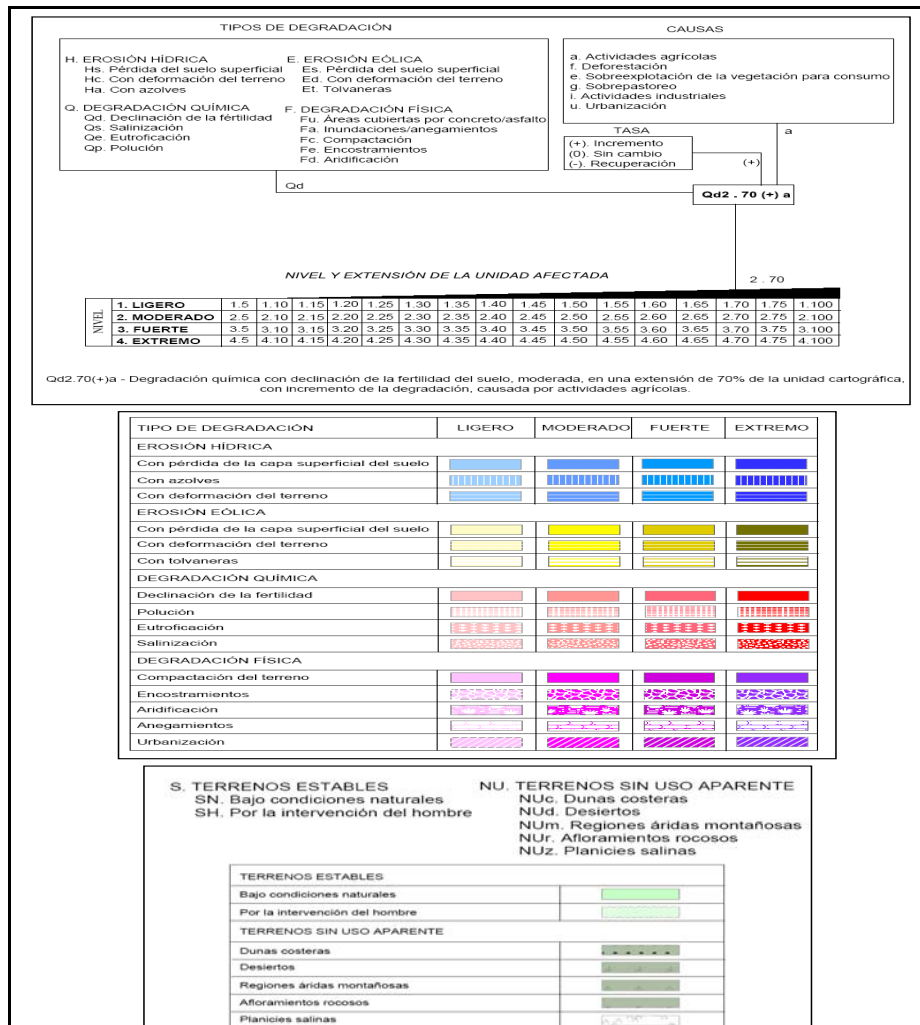 TIPOS DE DEGRADACIÓN
H. EROSIÓN HÍDRICA
Hs. Pérdida del suelo superficial
Hc. Con deformación del terreno
Ha. Con azolves
Q. DEGRADACIÓN QUÍMICA
Qd. Declinación de la fértilidad
Qs. Salinización
Qe. Eutroficación
Qp. Polución
E. EROSIÓN EÓLICA
Es. Pérdida del suelo superficial
Ed. Con deformación del terreno
Et. Tolvaneras
F. DEGRADACIÓN FÍSICA
Fu. Áreas cubiertas por concreto/asfalto
Fa. Inundaciones/anegamientos
Fc. Compactación
Fe. Encostramientos
Fd. Aridificación
CAUSAS
a. Actividades agrícolas
f. Deforestación
e. Sobreexplotación de la vegetación para consumo
g. Sobrepastoreo
i. Actividades industriales
u. Urbanización
TASA
(+). Incremento
(0). Sin cambio
(-). Recuperación
a
(+)
Qd
Qd2 . 70 (+) a
2 . 70
NIVEL Y EXTENSIÓN DE LA UNIDAD AFECTADA
NIVEL
1. LIGERO 1.5 1.10 1.15 1.20 1.25 1.30 1.35 1.40 1.45 1.50 1.55 1.60 1.65 1.70 1.75 1.100
2. MODERADO 2.5 2.10 2.15 2.20 2.25 2.30 2.35 2.40 2.45 2.50 2.55 2.60 2.65 2.70 2.75 2.100
3. FUERTE 3.5 3.10 3.15 3.20 3.25 3.30 3.35 3.40 3.45 3.50 3.55 3.60 3.65 3.70 3.75 3.100
4. EXTREMO 4.5 4.10 4.15 4.20 4.25 4.30 4.35 4.40 4.45 4.50 4.55 4.60 4.65 4.70 4.75 4.100
Qd2.70(+)a - Degradación química con declinación de la fertilidad del suelo, moderada, en una extensión de 70% de la unidad cartográfica,
con incremento de la degradación, causada por actividades agrícolas.
TIPO DE DEGRADACIÓN LIGERO MODERADO FUERTE EXTREMO
EROSIÓN HÍDRICA
Con pérdida de la capa superficial del suelo
Con azolves
Con deformación del terreno
EROSIÓN EÓLICA
Con pérdida de la capa superficial del suelo
Con deformación del terreno
Con tolvaneras
DEGRADACIÓN QUÍMICA
Declinación de la fertilidad
Polución
Eutroficación
Salinización
DEGRADACIÓN FÍSICA
Compactación del terreno
Encostramientos
Aridificación
Anegamientos
Urbanización
S. TERRENOS ESTABLES
SN. Bajo condiciones naturales
SH. Por la intervención del hombre
NU. TERRENOS SIN USO APARENTE
NUc. Dunas costeras
NUd. Desiertos
NUm. Regiones áridas montañosas
NUr. Afloramientos rocosos
NUz. Planicies salinas
TERRENOS ESTABLES
Bajo condiciones naturales
Por la intervención del hombre
TERRENOS SIN USO APARENTE
Dunas costeras
Desiertos
Regiones áridas montañosas
Afloramientos rocosos
Planicies salinas